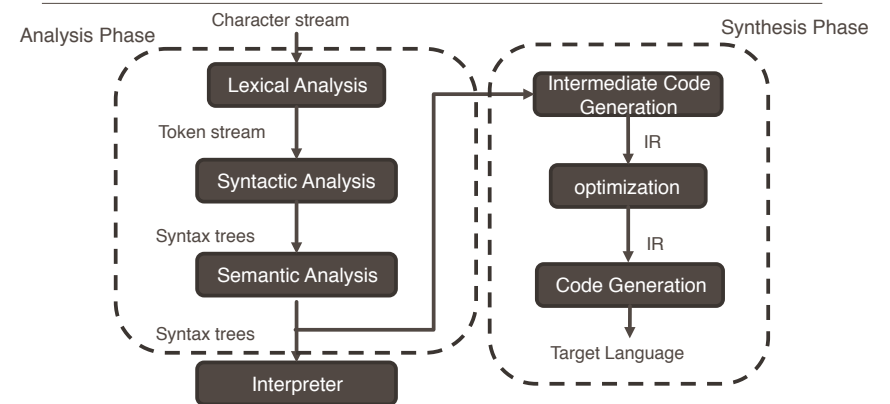 Character stream
Analysis Phase
Synthesis Phase
Lexical Analysis
Token stream
Syntactic Analysis
Syntax trees
Semantic Analysis
Syntax trees
Interpreter
Intermediate Code
Generation
IR
optimization
IR
Code Generation
Target Language